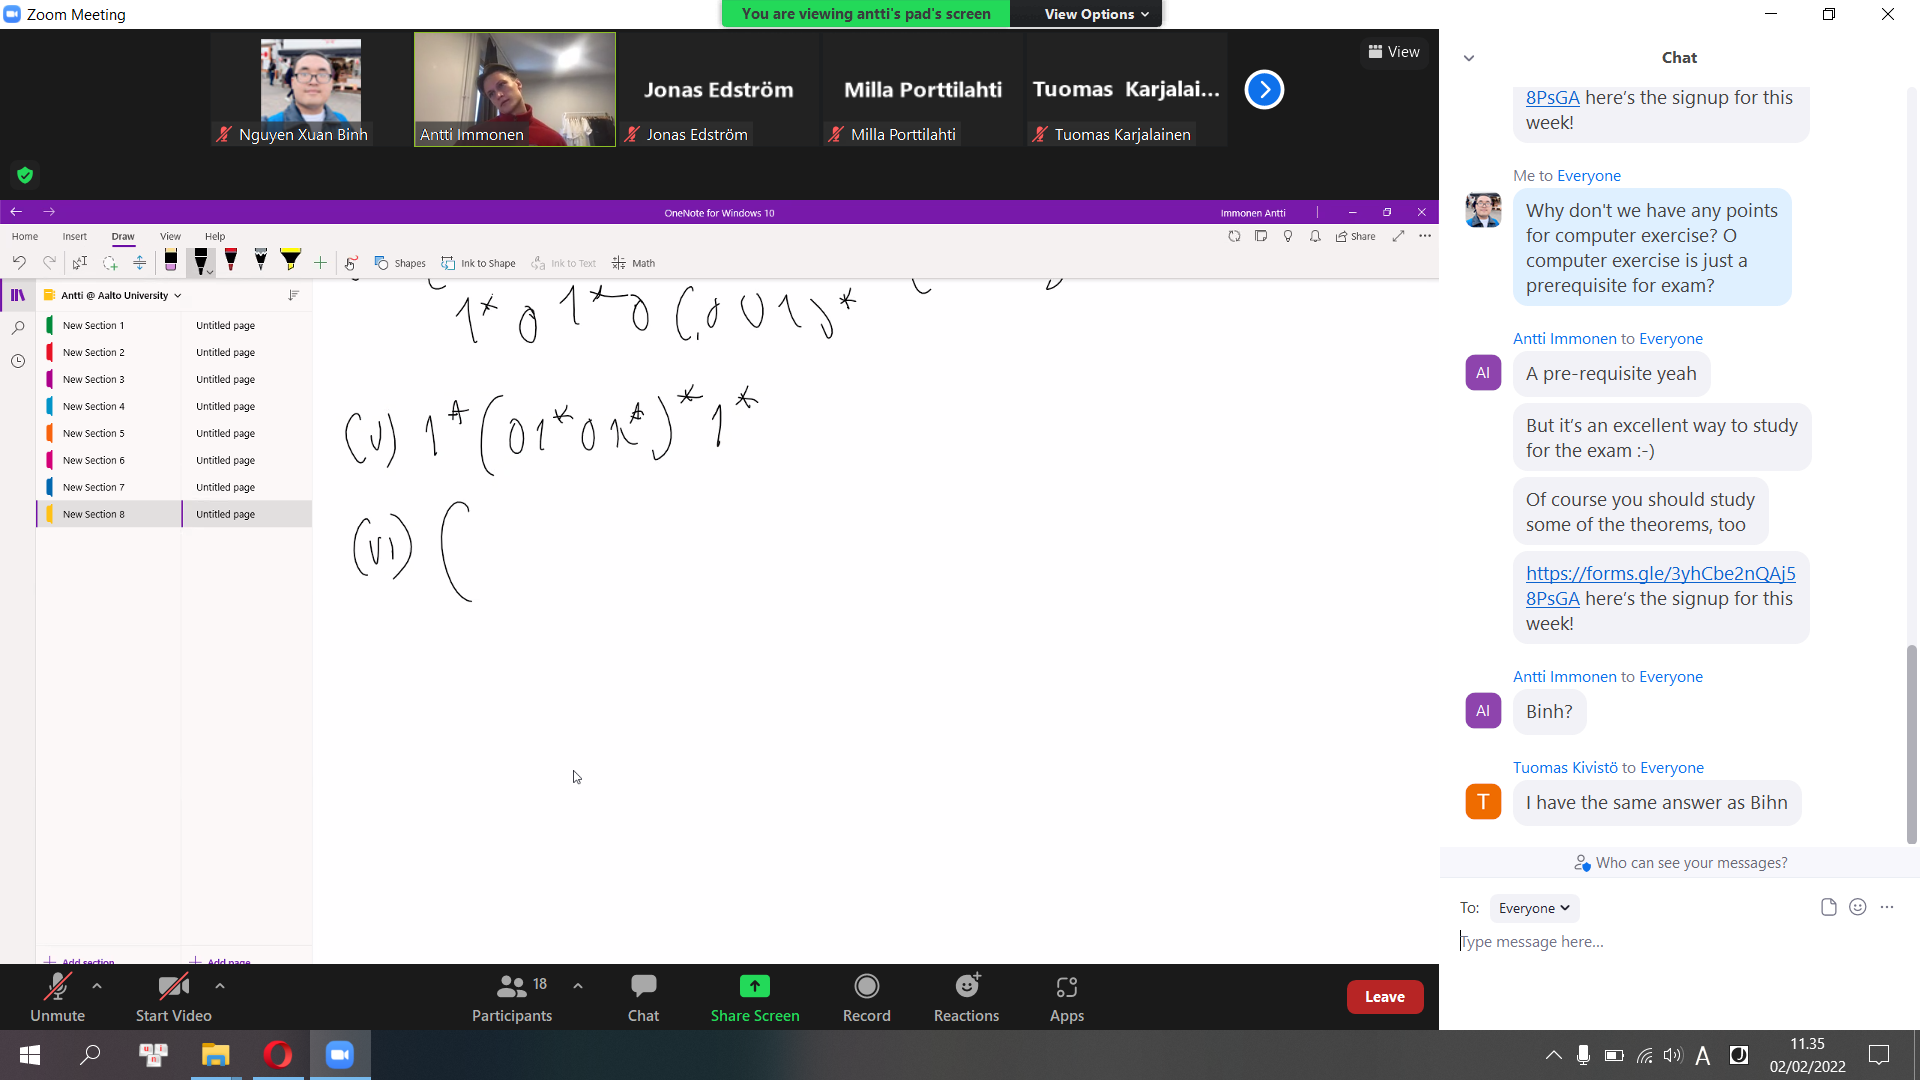 Zoom Meeting
You are viewing antti's pad's screen
View Options
View
Nguyen Xuan Binh
Antti Immonen
Jonas Edström
Jonas Edström
Milla Porttilahti
Milla Porttilahti
Tuomas Karjalai...
Tuomas Karjalainen
OneNote for Windows 10
Immonen Antti
Home
Insert
Draw
View
Help
Share
Shapes
Ink to Shape
Ink to Text
Math
Antti @ Aalto University
New Section 1
Untitled page
New Section 2
Untitled page
New Section 3
Untitled page
New Section 4
Untitled page
New Section 5
Untitled page
New Section 6
Untitled page
New Section 7
Untitled page
New Section 8
Untitled page
Add section
Add page
1* 0 1* 0 (0 ∪ 1)*
(v) 1* (01*01*)* 1*
(vi) (
Chat
8PsGA here's the signup for this
week!
Me to Everyone
Why don't we have any points
for computer exercise? O
computer exercise is just a
prerequisite for exam?
Antti Immonen to Everyone
AI
A pre-requisite yeah
But it's an excellent way to study
for the exam :-)
Of course you should study
some of the theorems, too
https://forms.gle/3yhCbe2nQAj5
8PsGA here's the signup for this
week!
Antti Immonen to Everyone
AI
Binh?
Tuomas Kivistö to Everyone
T
I have the same answer as Bihn
Who can see your messages?
To: Everyone
Type message here...
Unmute
Start Video
18
Participants
Chat
Share Screen
Record
Reactions
Apps
Leave
A
11.35
02/02/2022